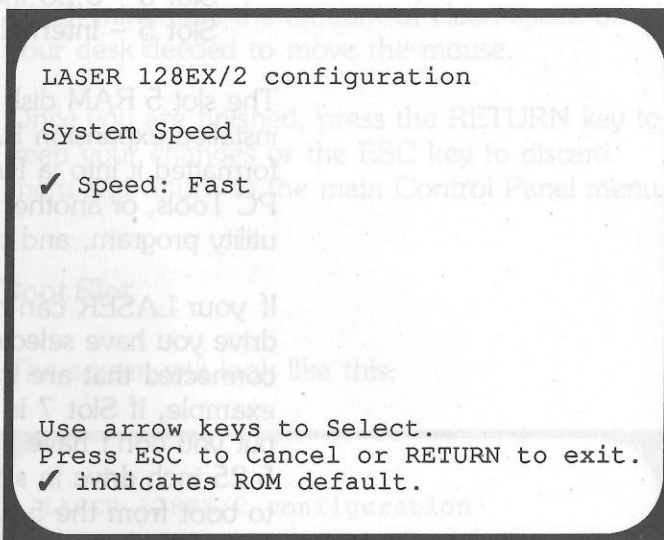 LASER 128EX/2 configuration
System Speed
✓ Speed: Fast
Use arrow keys to Select.
Press ESC to Cancel or RETURN to exit.
✓ indicates ROM default.